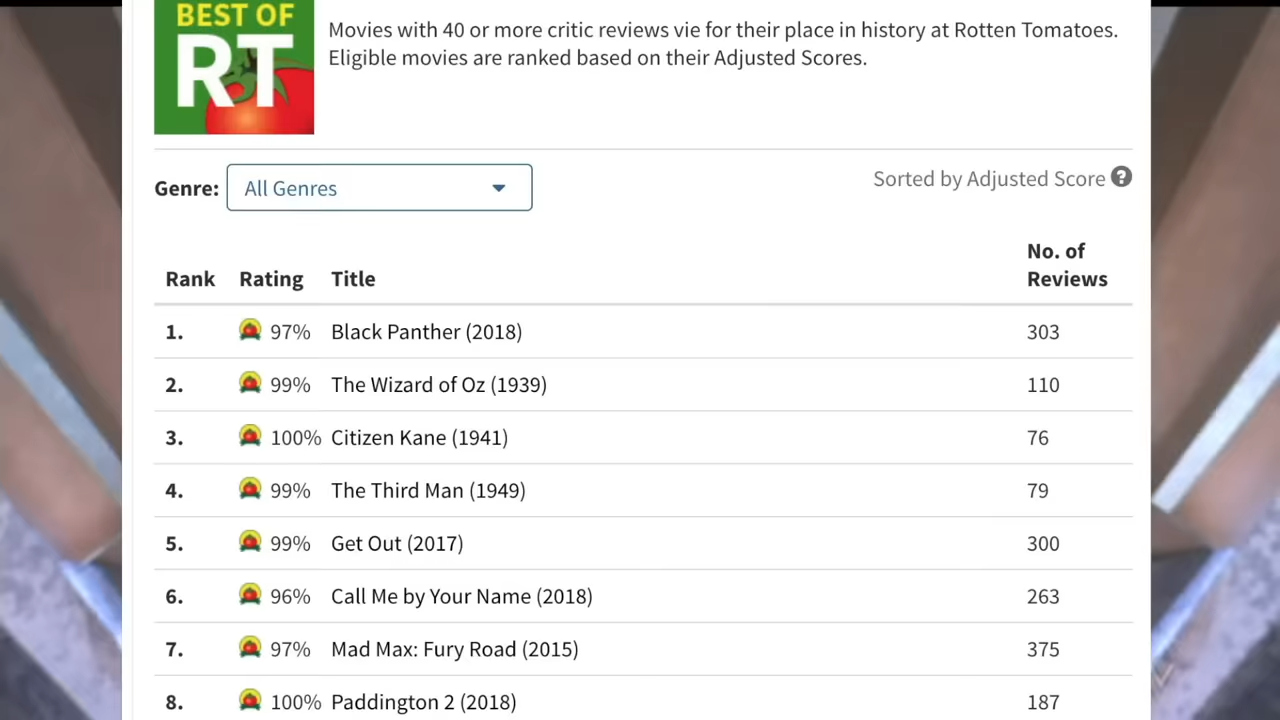 BEST OF
RT
Movies with 40 or more critic reviews vie for their place in history at Rotten Tomatoes.
Eligible movies are ranked based on their Adjusted Scores.
Genre: All Genres
Sorted by Adjusted Score ?
Rank Rating Title No. of Reviews
1. 97% Black Panther (2018) 303
2. 99% The Wizard of Oz (1939) 110
3. 100% Citizen Kane (1941) 76
4. 99% The Third Man (1949) 79
5. 99% Get Out (2017) 300
6. 96% Call Me by Your Name (2018) 263
7. 97% Mad Max: Fury Road (2015) 375
8. 100% Paddington 2 (2018) 187